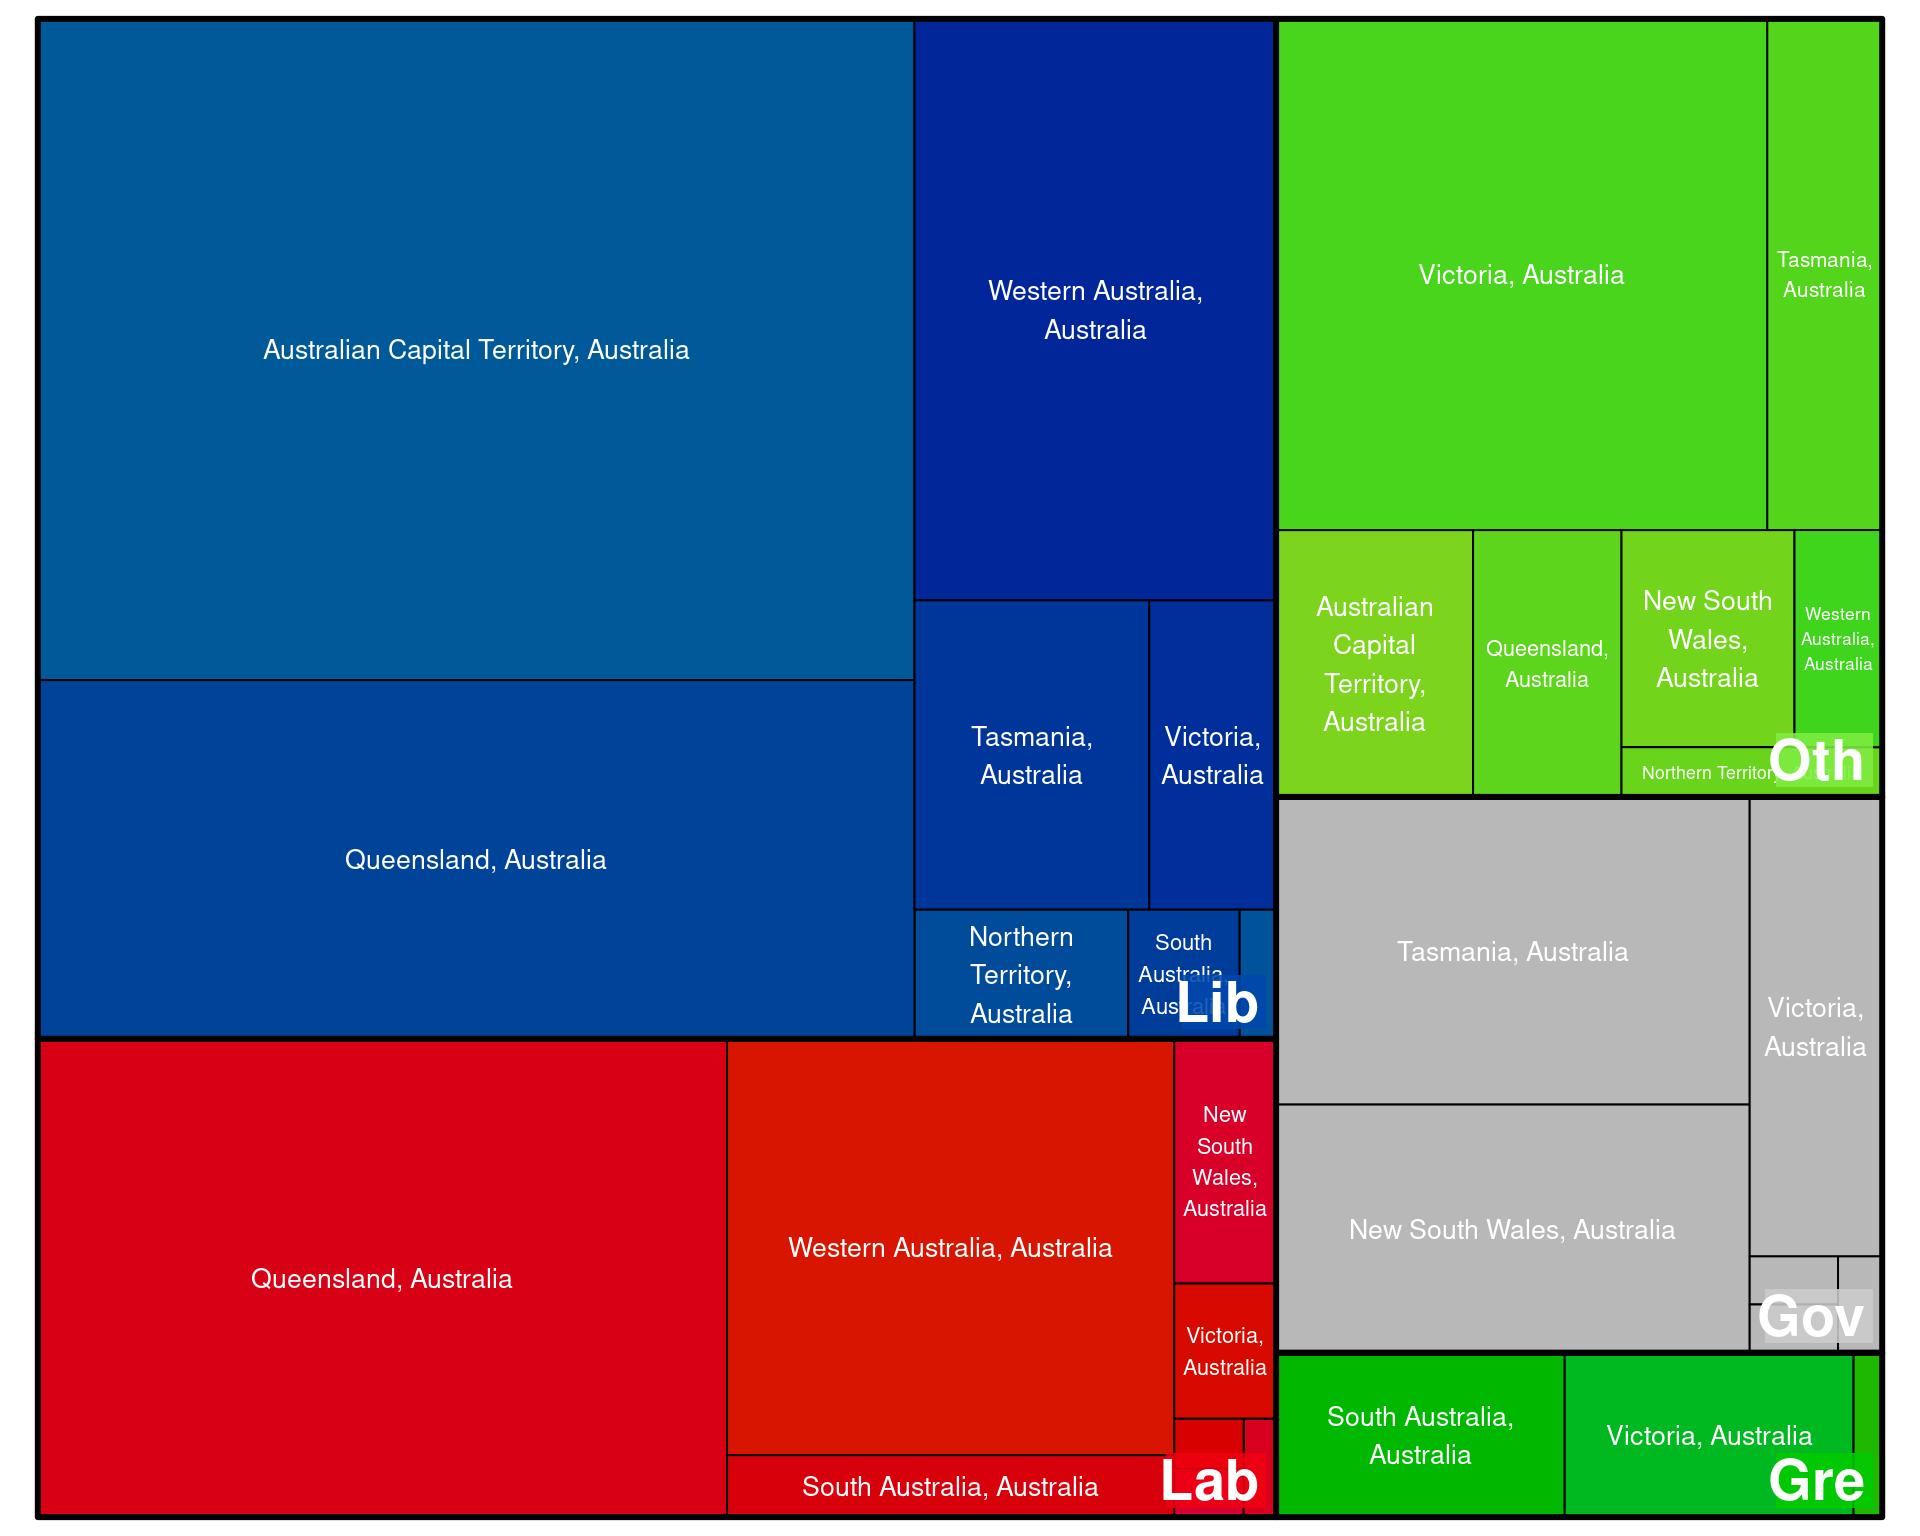 Australian Capital Territory, Australia
Queensland, Australia
Western Australia,
Australia
Tasmania,
Australia
Victoria,
Australia
Northern
Territory,
Australia
South
Australia,
Australia
Lib
Queensland, Australia
Western Australia, Australia
South Australia, Australia
New
South
Wales,
Australia
Victoria,
Australia
Lab
Victoria, Australia
Tasmania,
Australia
Australian
Capital
Territory,
Australia
Queensland,
Australia
New South
Wales,
Australia
Western
Australia,
Australia
Northern Territory,
Oth
Tasmania, Australia
New South Wales, Australia
Victoria,
Australia
Gov
South Australia,
Australia
Victoria, Australia
Gre